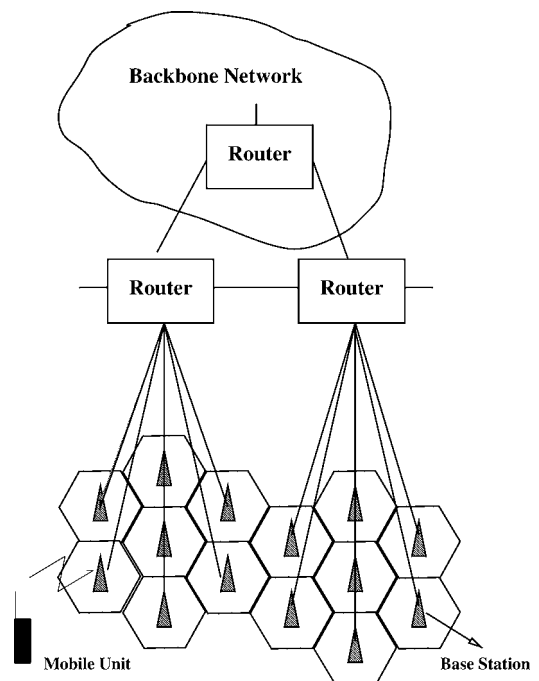 Backbone Network
Router
Router
Router
Mobile Unit
Base Station